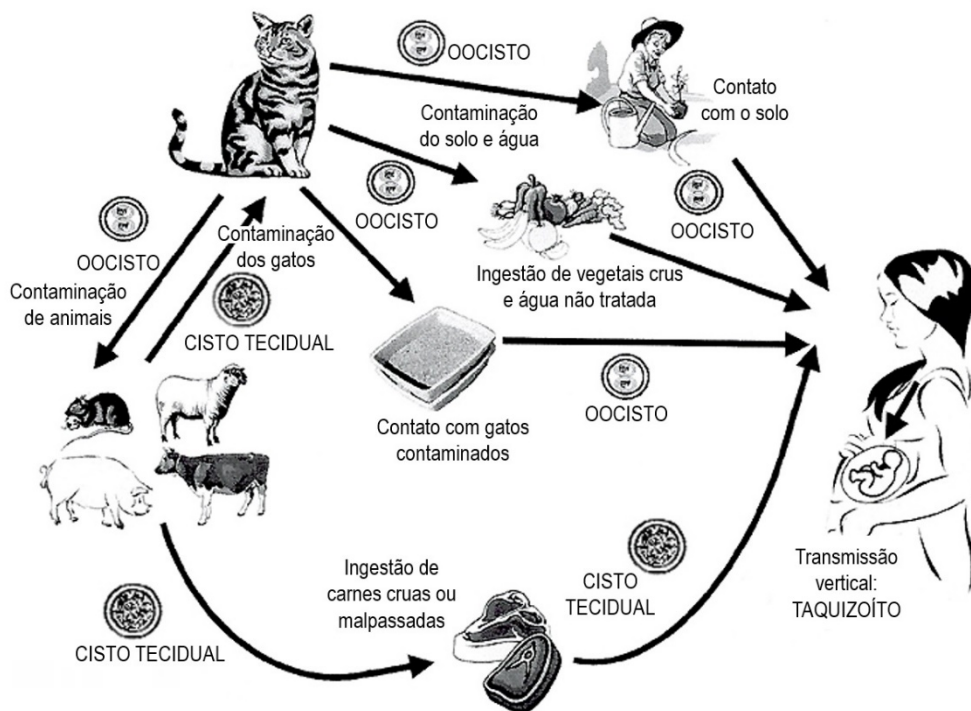 OOCISTO
Contato
com o solo
Contaminação
do solo e água
OOCISTO
OOCISTO
OOCISTO
Contaminação
de animais
Contaminação
dos gatos
CISTO TECIDUAL
Ingestão de vegetais crus
e água não tratada
OOCISTO
Contato com gatos
contaminados
Ingestão de
carnes cruas ou
malpassadas
CISTO
TECIDUAL
CISTO TECIDUAL
Transmissão
vertical:
TAQUIZOÍTO